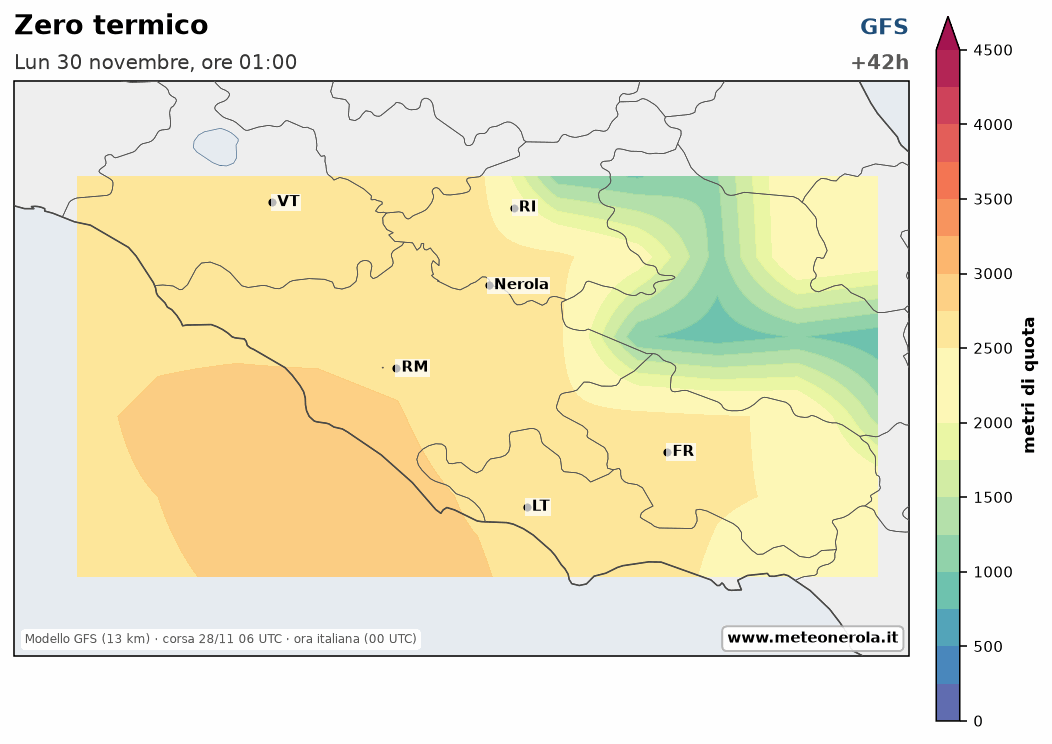 Zero termico
GFS
Lun 30 novembre, ore 01:00
+42h
VT
RI
Nerola
RM
FR
LT
4500
4000
3500
3000
2500
2000
1500
1000
500
0
metri di quota
Modello GFS (13 km) · corsa 28/11 06 UTC · ora italiana (00 UTC)
www.meteonerola.it